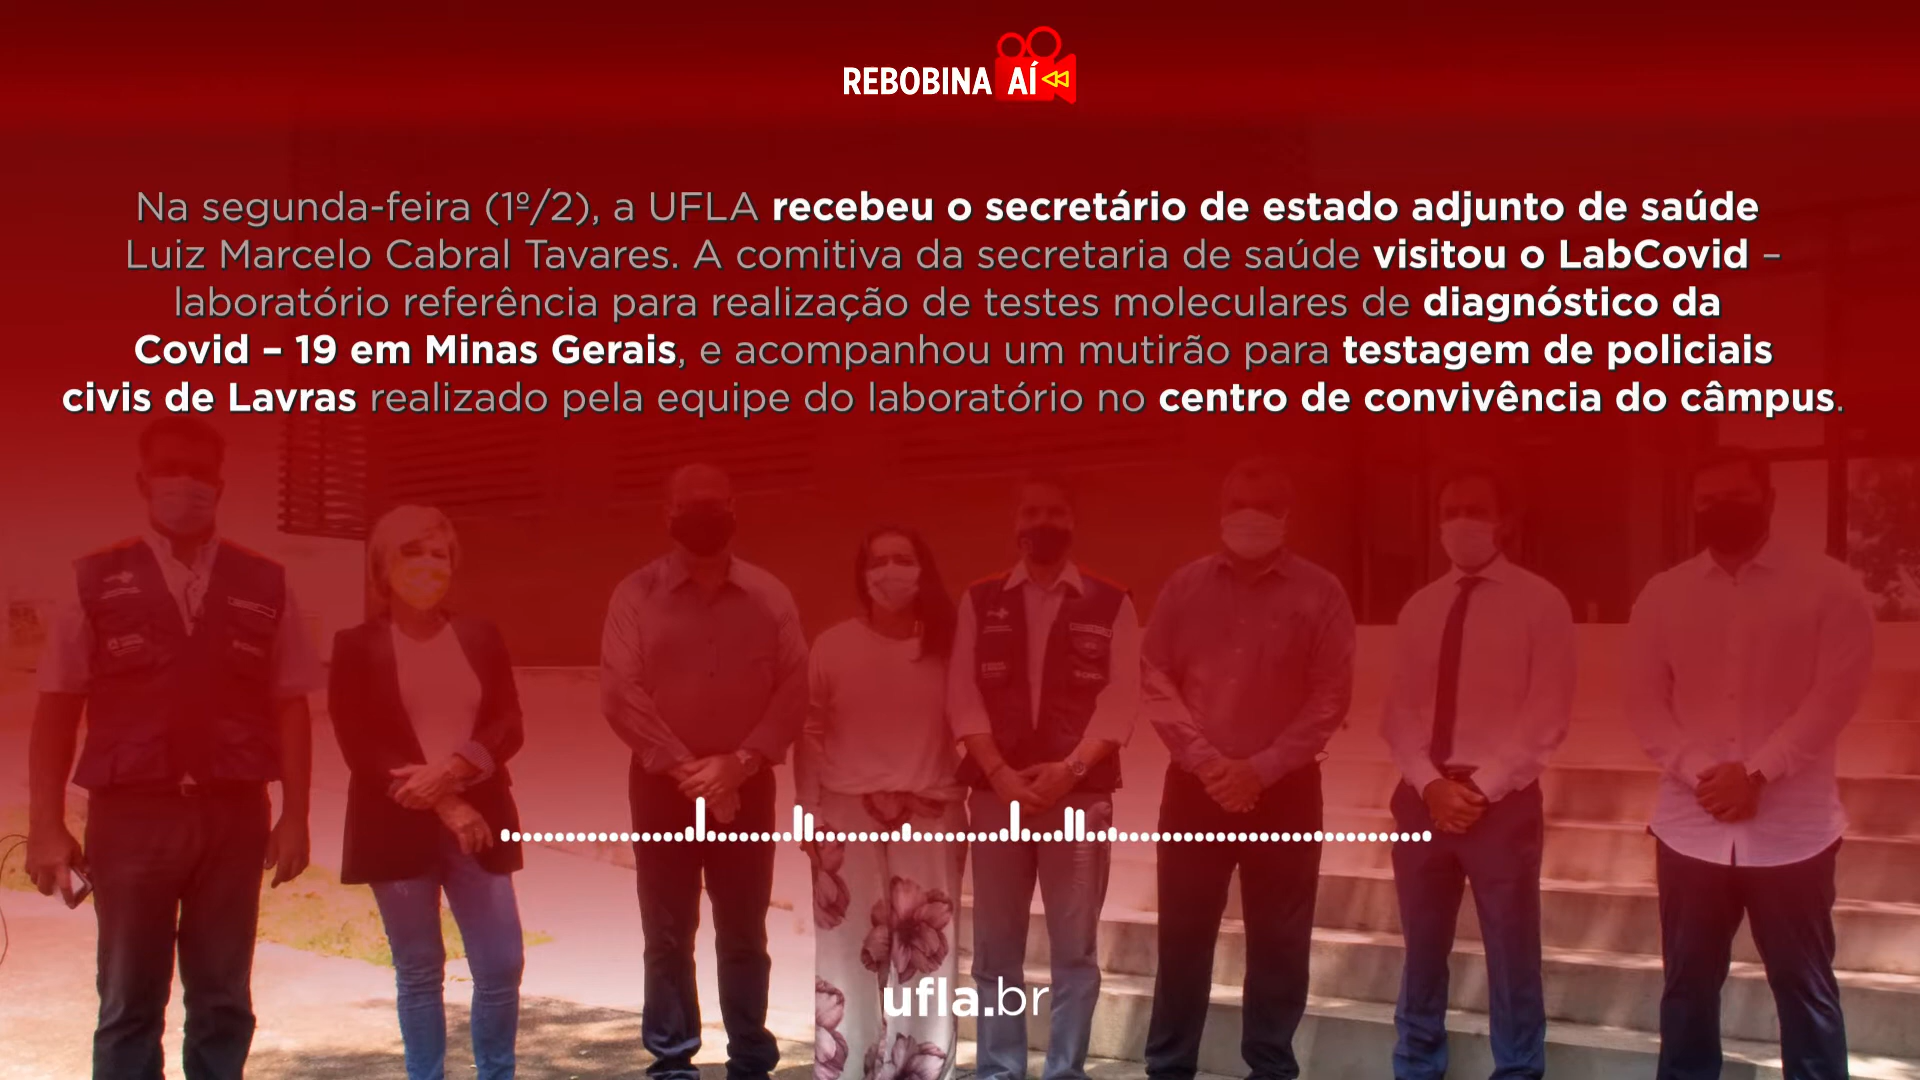 REBOBINA AÍ
Na segunda-feira (1º/2), a UFLA recebeu o secretário de estado adjunto de saúde
Luiz Marcelo Cabral Tavares. A comitiva da secretaria de saúde visitou o LabCovid –
laboratório referência para realização de testes moleculares de diagnóstico da
Covid – 19 em Minas Gerais, e acompanhou um mutirão para testagem de policiais
civis de Lavras realizado pela equipe do laboratório no centro de convivência do câmpus.
ufla.br